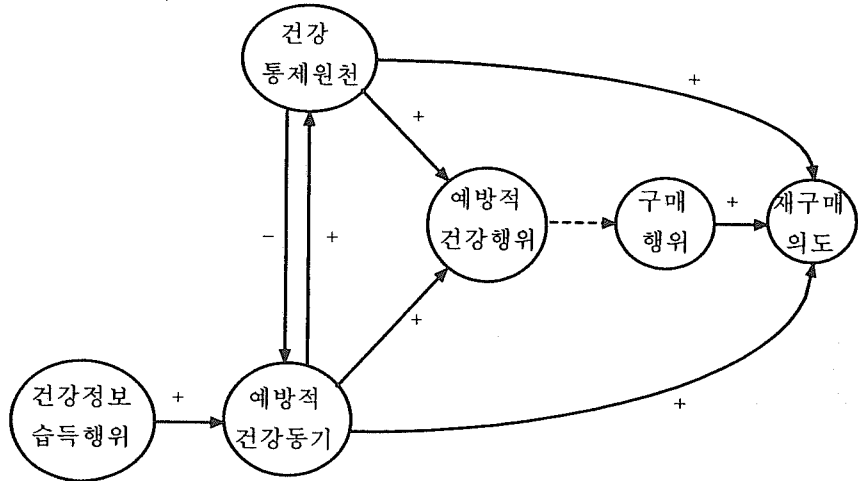 건강
통제원천
+
+
예방적
건강행위
구매
행위
+
재구매
의도
−
+
+
건강정보
습득행위
+
예방적
건강동기
+